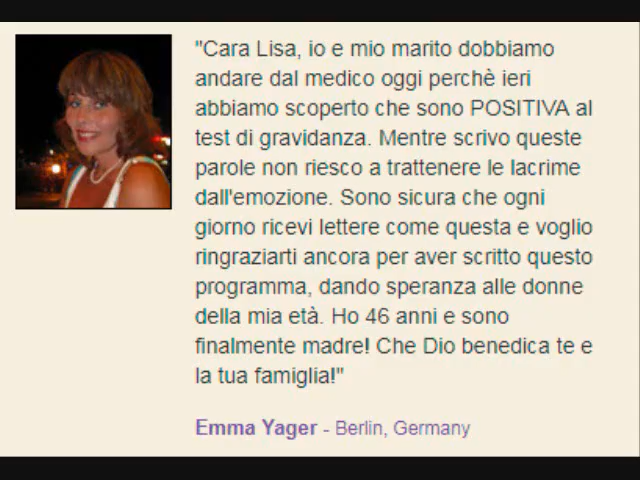 "Cara Lisa, io e mio marito dobbiamo
andare dal medico oggi perchè ieri
abbiamo scoperto che sono POSITIVA al
test di gravidanza. Mentre scrivo queste
parole non riesco a trattenere le lacrime
dall'emozione. Sono sicura che ogni
giorno ricevi lettere come questa e voglio
ringraziarti ancora per aver scritto questo
programma, dando speranza alle donne
della mia età. Ho 46 anni e sono
finalmente madre! Che Dio benedica te e
la tua famiglia!"
Emma Yager - Berlin, Germany